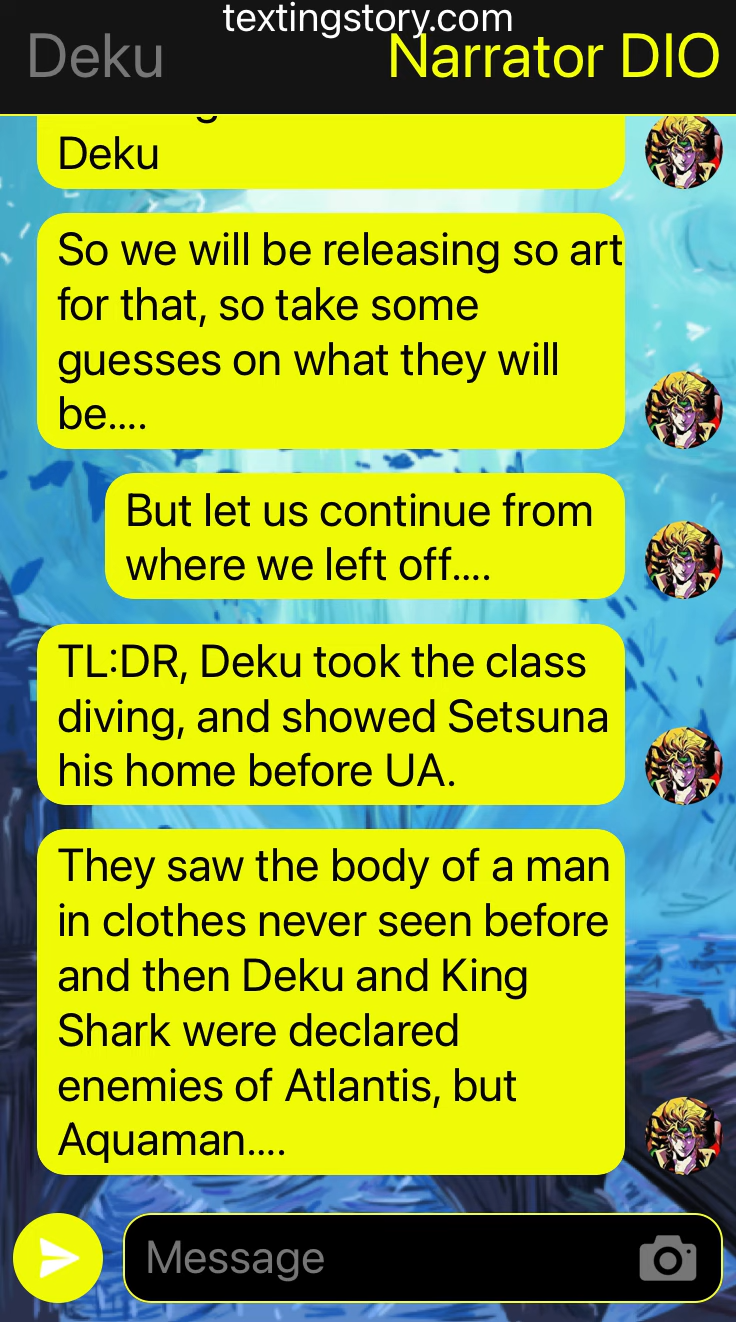 textingstory.com
Deku
Narrator DIO
Deku
So we will be releasing so art
for that, so take some
guesses on what they will
be....
But let us continue from
where we left off....
TL:DR, Deku took the class
diving, and showed Setsuna
his home before UA.
They saw the body of a man
in clothes never seen before
and then Deku and King
Shark were declared
enemies of Atlantis, but
Aquaman....
Message